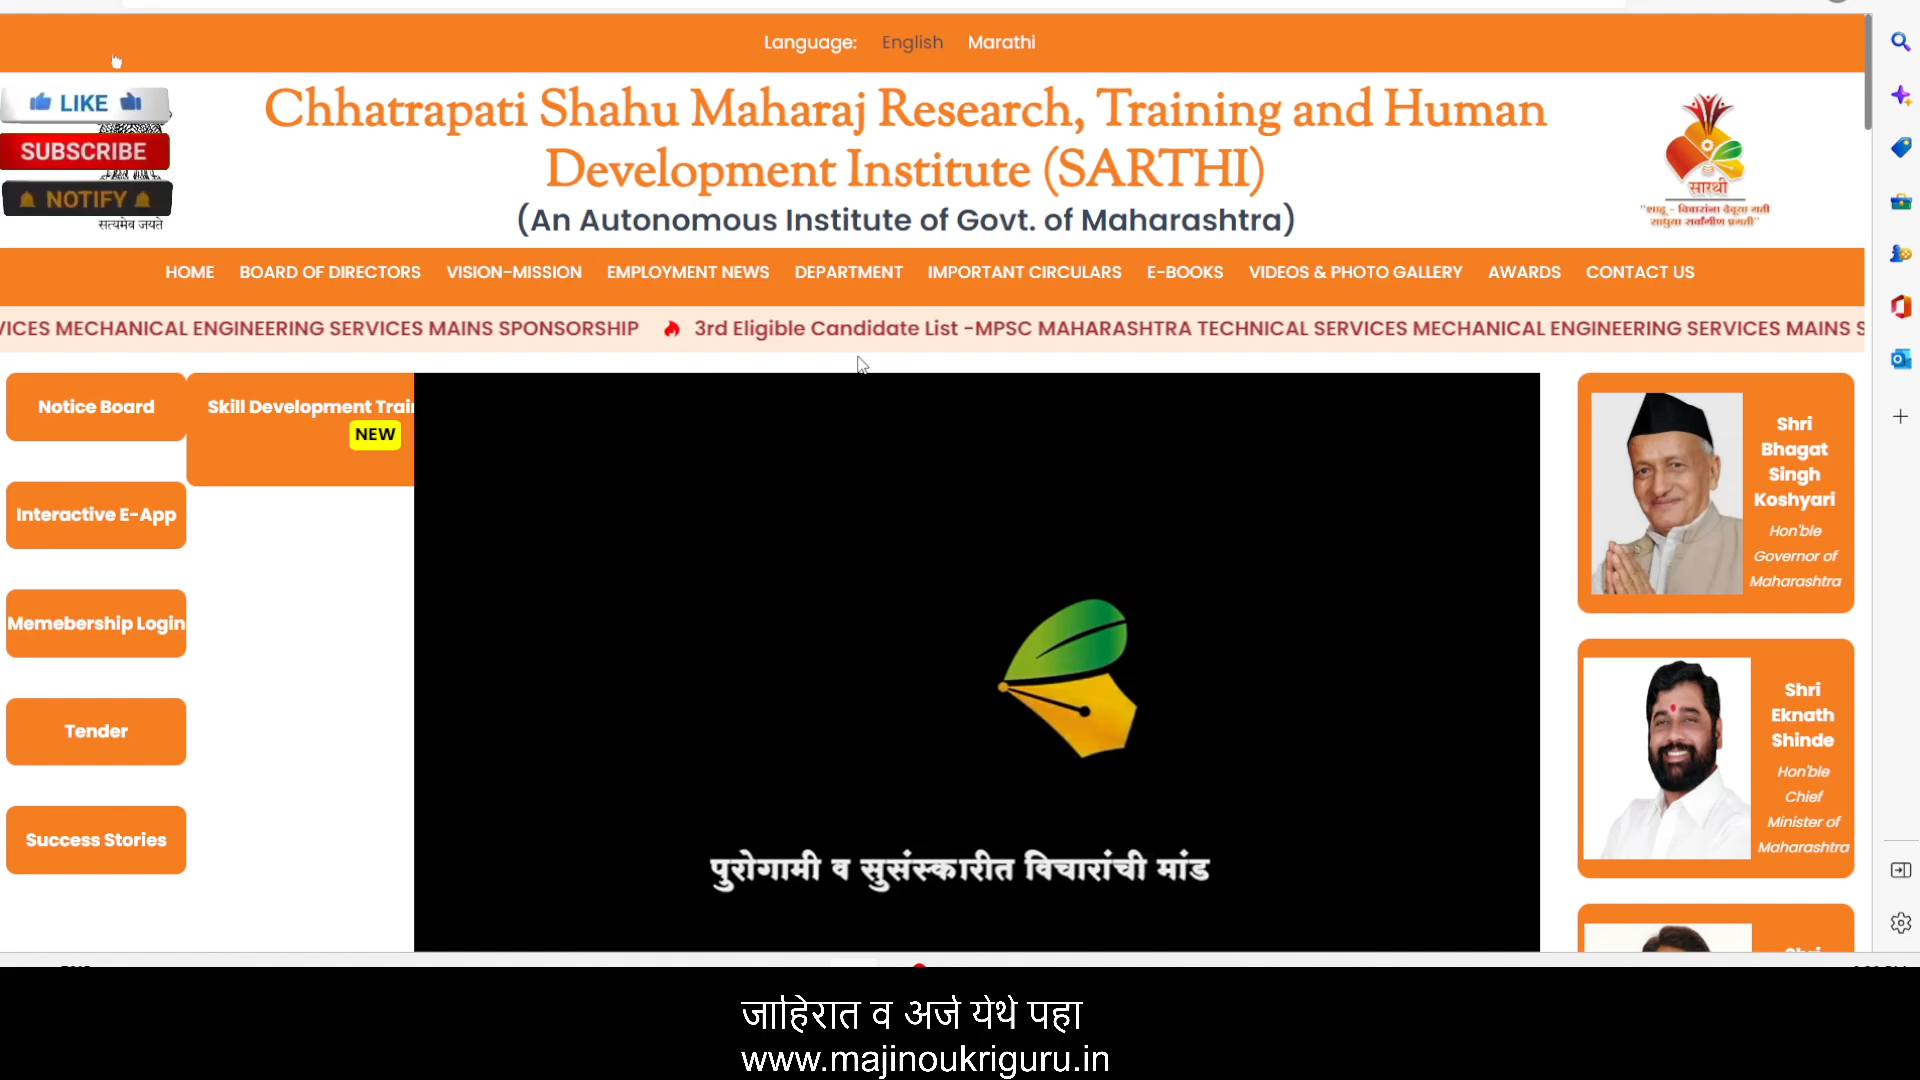 Language: English Marathi
LIKE
SUBSCRIBE
NOTIFY
सत्यमेव जयते
Chhatrapati Shahu Maharaj Research, Training and Human
Development Institute (SARTHI)
(An Autonomous Institute of Govt. of Maharashtra)
सारथी
"शाहू - विचारांना देवूया गती
साधुया सर्वांगीण प्रगती"
HOME BOARD OF DIRECTORS VISION-MISSION EMPLOYMENT NEWS DEPARTMENT IMPORTANT CIRCULARS E-BOOKS VIDEOS & PHOTO GALLERY AWARDS CONTACT US
VICES MECHANICAL ENGINEERING SERVICES MAINS SPONSORSHIP 3rd Eligible Candidate List -MPSC MAHARASHTRA TECHNICAL SERVICES MECHANICAL ENGINEERING SERVICES MAINS S
Notice Board
Skill Development Trai
NEW
Interactive E-App
Memebership Login
Tender
Success Stories
पुरोगामी व सुसंस्कारीत विचारांची मांड
Shri
Bhagat
Singh
Koshyari
Hon'ble
Governor of
Maharashtra
Shri
Eknath
Shinde
Hon'ble
Chief
Minister of
Maharashtra
जाहिरात व अर्ज येथे पहा
www.majinoukriguru.in